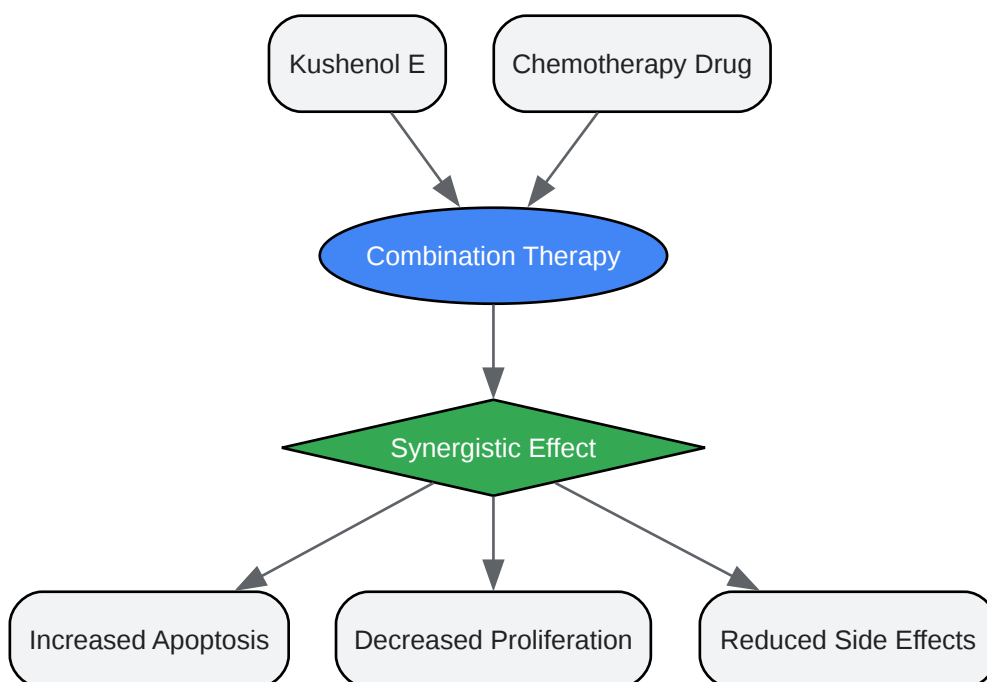 Kushenol E
Chemotherapy Drug
Combination Therapy
Synergistic Effect
Increased Apoptosis
Decreased Proliferation
Reduced Side Effects